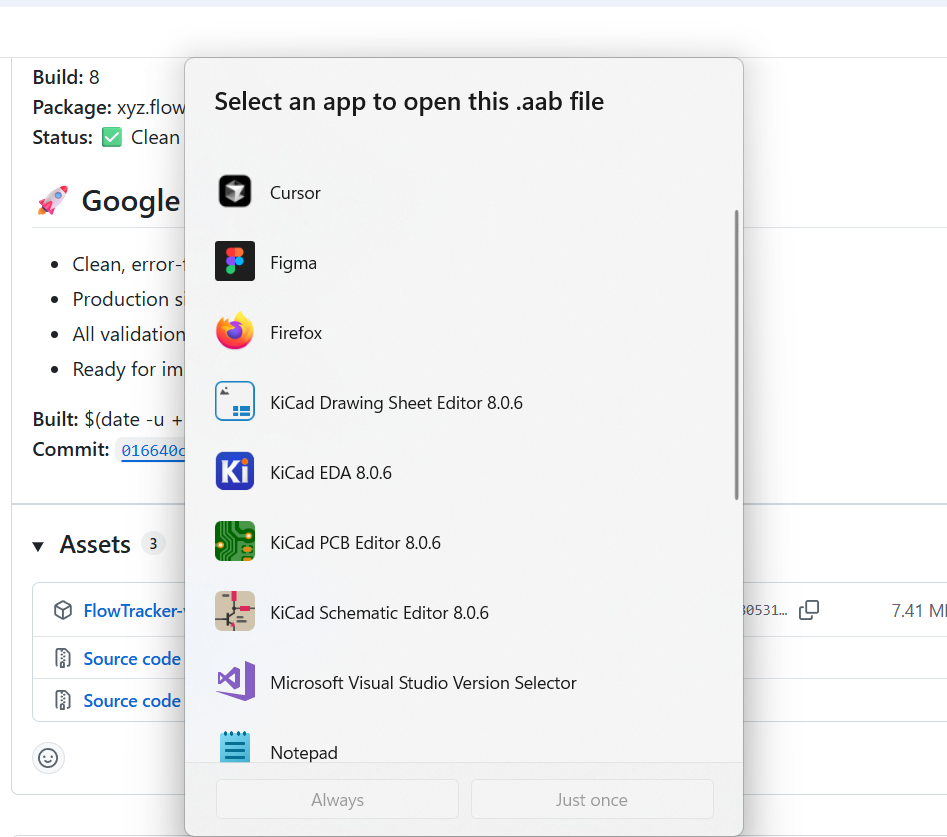 Build: 8
Package: xyz.flow
Status: ✅ Clean
🚀 Google
Clean, error-
Production si
All validation
Ready for im
Built: $(date -u +
Commit: 016640c
Assets 3
FlowTracker-
30531…
7.41 M
Source code
Source code
Select an app to open this .aab file
Cursor
Figma
Firefox
KiCad Drawing Sheet Editor 8.0.6
Ki
KiCad EDA 8.0.6
KiCad PCB Editor 8.0.6
KiCad Schematic Editor 8.0.6
Microsoft Visual Studio Version Selector
Notepad
Always
Just once